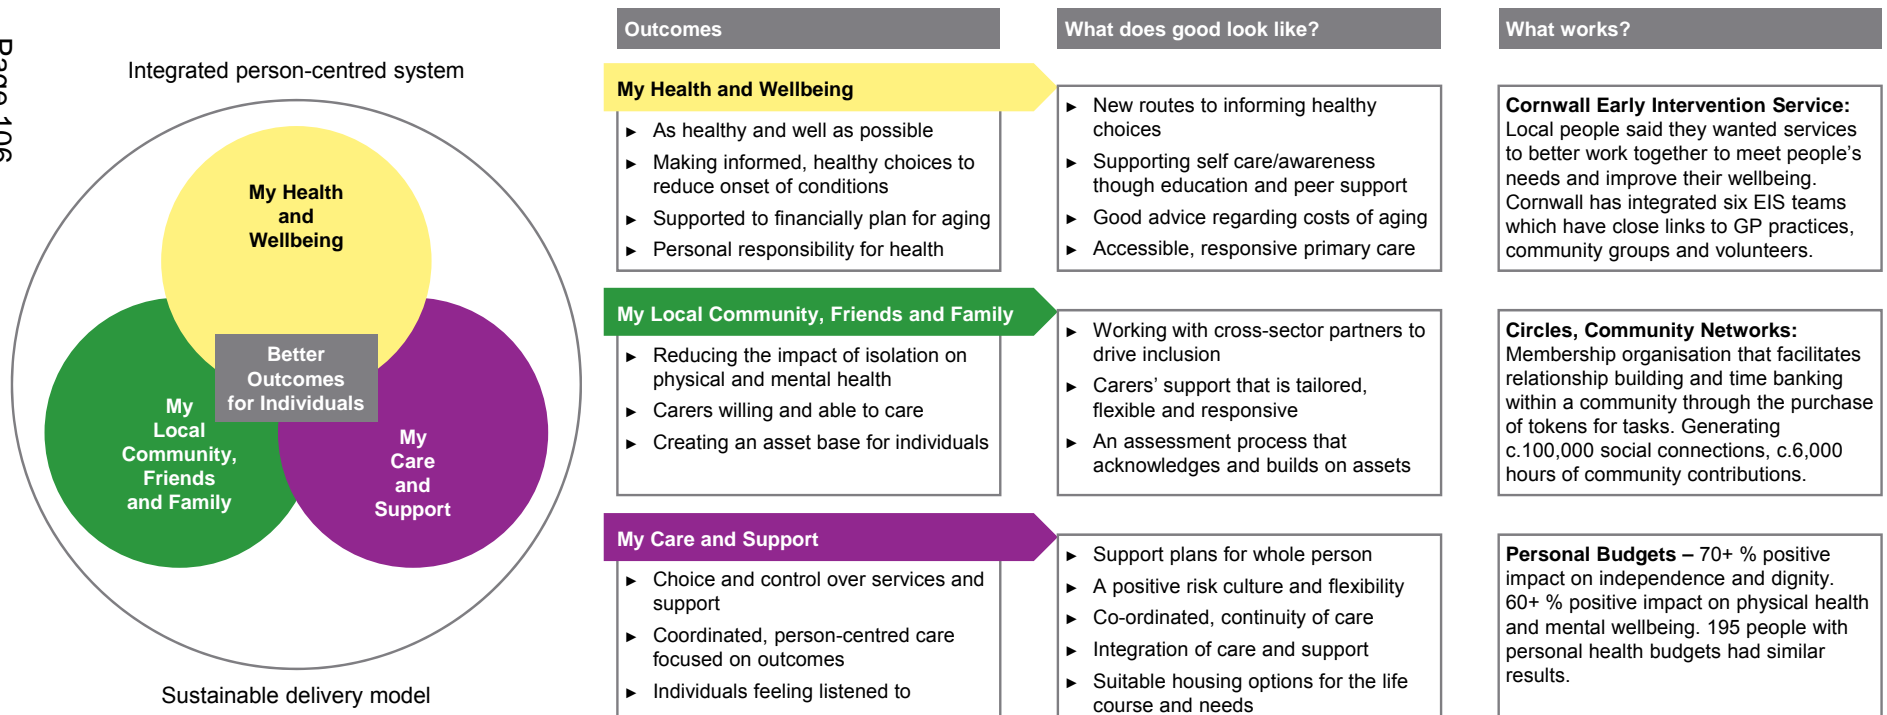 Page 106
Integrated person-centred system
My Health
and
Wellbeing
Better
Outcomes
for Individuals
My
Local
Community,
Friends
and Family
My
Care
and
Support
Sustainable delivery model
Outcomes
What does good look like?
What works?
My Health and Wellbeing
► As healthy and well as possible
► Making informed, healthy choices to
reduce onset of conditions
► Supported to financially plan for aging
► Personal responsibility for health
► New routes to informing healthy
choices
► Supporting self care/awareness
though education and peer support
► Good advice regarding costs of aging
► Accessible, responsive primary care
Cornwall Early Intervention Service:
Local people said they wanted services
to better work together to meet people's
needs and improve their wellbeing.
Cornwall has integrated six EIS teams
which have close links to GP practices,
community groups and volunteers.
My Local Community, Friends and Family
► Reducing the impact of isolation on
physical and mental health
► Carers willing and able to care
► Creating an asset base for individuals
► Working with cross-sector partners to
drive inclusion
► Carers' support that is tailored,
flexible and responsive
► An assessment process that
acknowledges and builds on assets
Circles, Community Networks:
Membership organisation that facilitates
relationship building and time banking
within a community through the purchase
of tokens for tasks. Generating
c.100,000 social connections, c.6,000
hours of community contributions.
My Care and Support
► Choice and control over services and
support
► Coordinated, person-centred care
focused on outcomes
► Individuals feeling listened to
► Support plans for whole person
► A positive risk culture and flexibility
► Co-ordinated, continuity of care
► Integration of care and support
► Suitable housing options for the life
course and needs
Personal Budgets – 70+ % positive
impact on independence and dignity.
60+ % positive impact on physical health
and mental wellbeing. 195 people with
personal health budgets had similar
results.